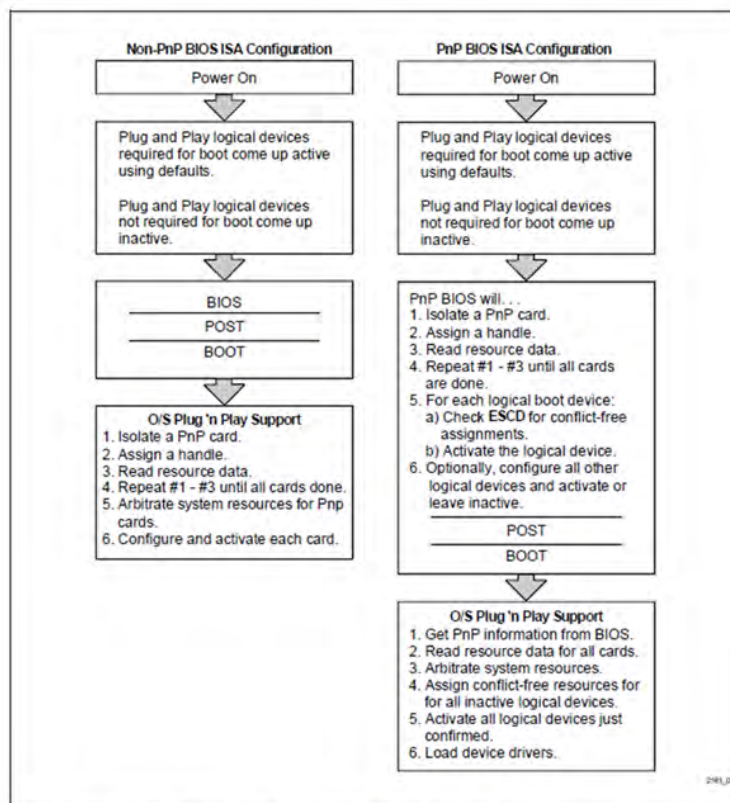 Non-PnP BIOS ISA Configuration
Power On
Plug and Play logical devices
required for boot come up active
using defaults.
Plug and Play logical devices
not required for boot come up
inactive.
BIOS
POST
BOOT
O/S Plug 'n Play Support
1. Isolate a PnP card.
2. Assign a handle.
3. Read resource data.
4. Repeat #1 - #3 until all cards done.
5. Arbitrate system resources for Pnp
cards.
6. Configure and activate each card.
PnP BIOS ISA Configuration
Power On
Plug and Play logical devices
required for boot come up active
using defaults.
Plug and Play logical devices
not required for boot come up
inactive.
PnP BIOS will. . .
1. Isolate a PnP card.
2. Assign a handle.
3. Read resource data.
4. Repeat #1 - #3 until all cards
are done.
5. For each logical boot device:
a) Check ESCD for conflict-free
assignments.
b) Activate the logical device.
6. Optionally, configure all other
logical devices and activate or
leave inactive.
POST
BOOT
O/S Plug 'n Play Support
1. Get PnP information from BIOS.
2. Read resource data for all cards.
3. Arbitrate system resources.
4. Assign conflict-free resources for
for all inactive logical devices.
5. Activate all logical devices just
confirmed.
6. Load device drivers.